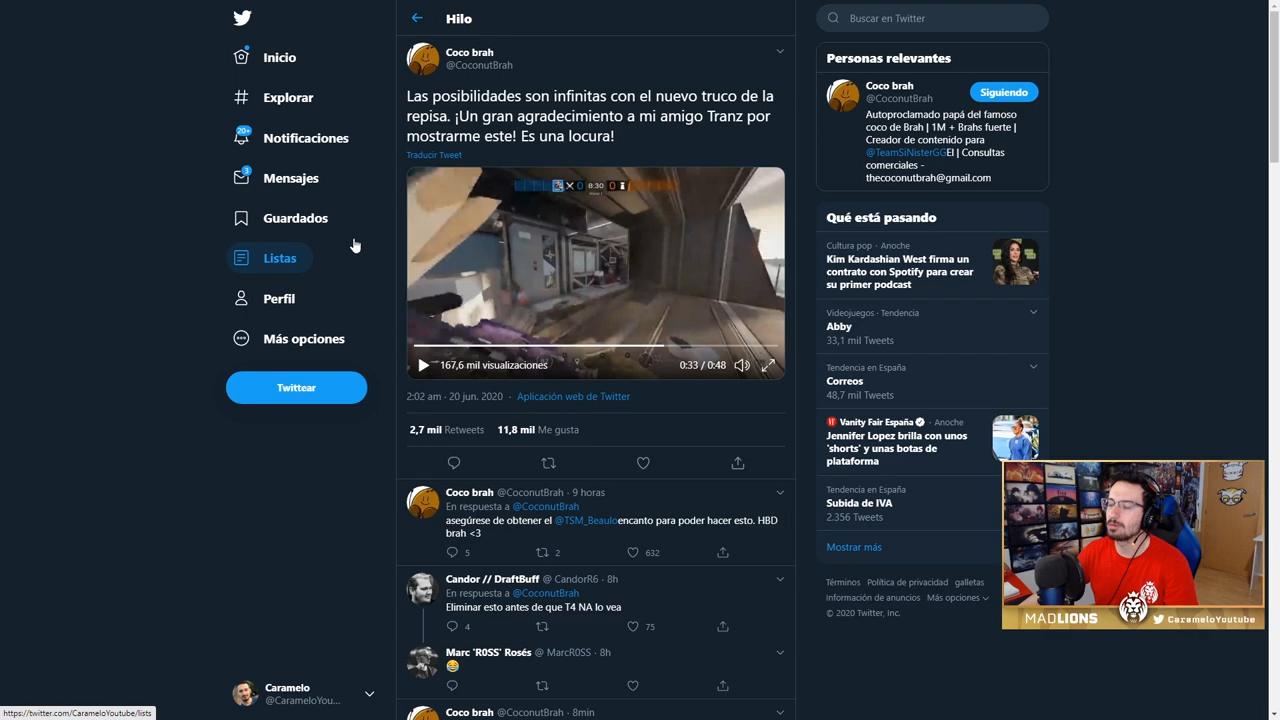 Inicio
Explorar
20+
Notificaciones
3
Mensajes
Guardados
Listas
Perfil
Más opciones
Twittear
Caramelo
@CarameloYou...
https://twitter.com/CarameloYoutube/lists
Hilo
Coco brah
@CoconutBrah
Las posibilidades son infinitas con el nuevo truco de la
repisa. ¡Un gran agradecimiento a mi amigo Tranz por
mostrarme este! Es una locura!
Traducir Tweet
0 8:30 0
167,6 mil visualizaciones
0:33 / 0:48
2:02 am · 20 jun. 2020 · Aplicación web de Twitter
2,7 mil Retweets 11,8 mil Me gusta
Coco brah @CoconutBrah · 9 horas
En respuesta a @CoconutBrah
asegúrese de obtener el @TSM_Beauloencanto para poder hacer esto. HBD
brah <3
5 2 632
Candor // DraftBuff @ CandorR6 · 8h
En respuesta a @CoconutBrah
Eliminar esto antes de que T4 NA lo vea
4 75
Marc 'R0SS' Rosés @ MarcR0SS · 8h
Coco brah @CoconutBrah · 8min
Buscar en Twitter
Personas relevantes
Coco brah
@CoconutBrah
Siguiendo
Autoproclamado papá del famoso
coco de Brah | 1M + Brahs fuerte |
Creador de contenido para
@TeamSiNisterGGEl | Consultas
comerciales -
thecoconutbrah@gmail.com
Qué está pasando
Cultura pop · Anoche
Kim Kardashian West firma un
contrato con Spotify para crear
su primer podcast
Videojuegos · Tendencia
Abby
33,1 mil Tweets
Tendencia en España
Correos
48,7 mil Tweets
Vanity Fair España · Anoche
Jennifer Lopez brilla con unos
'shorts' y unas botas de
plataforma
Tendencia en España
Subida de IVA
2.356 Tweets
Mostrar más
Términos Política de privacidad galletas
Información de anuncios Más opciones
© 2020 Twitter, Inc.
MADLIONS
CarameloYoutube